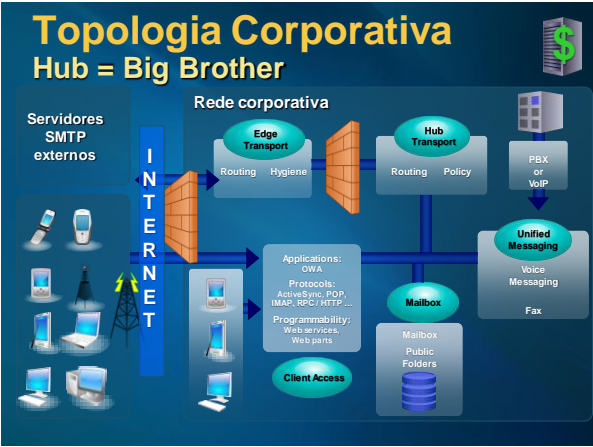 Topologia Corporativa
Hub = Big Brother
Servidores
SMTP
externos
INTERNET
Rede corporativa
Edge
Transport
Routing Hygiene
Hub
Transport
Routing Policy
PBX
or
VoIP
Unified
Messaging
Voice
Messaging
Fax
Applications:
OWA
Protocols:
ActiveSync, POP,
IMAP, RPC / HTTP ...
Programmability:
Web services,
Web parts
Client Access
Mailbox
Mailbox
Public
Folders
$